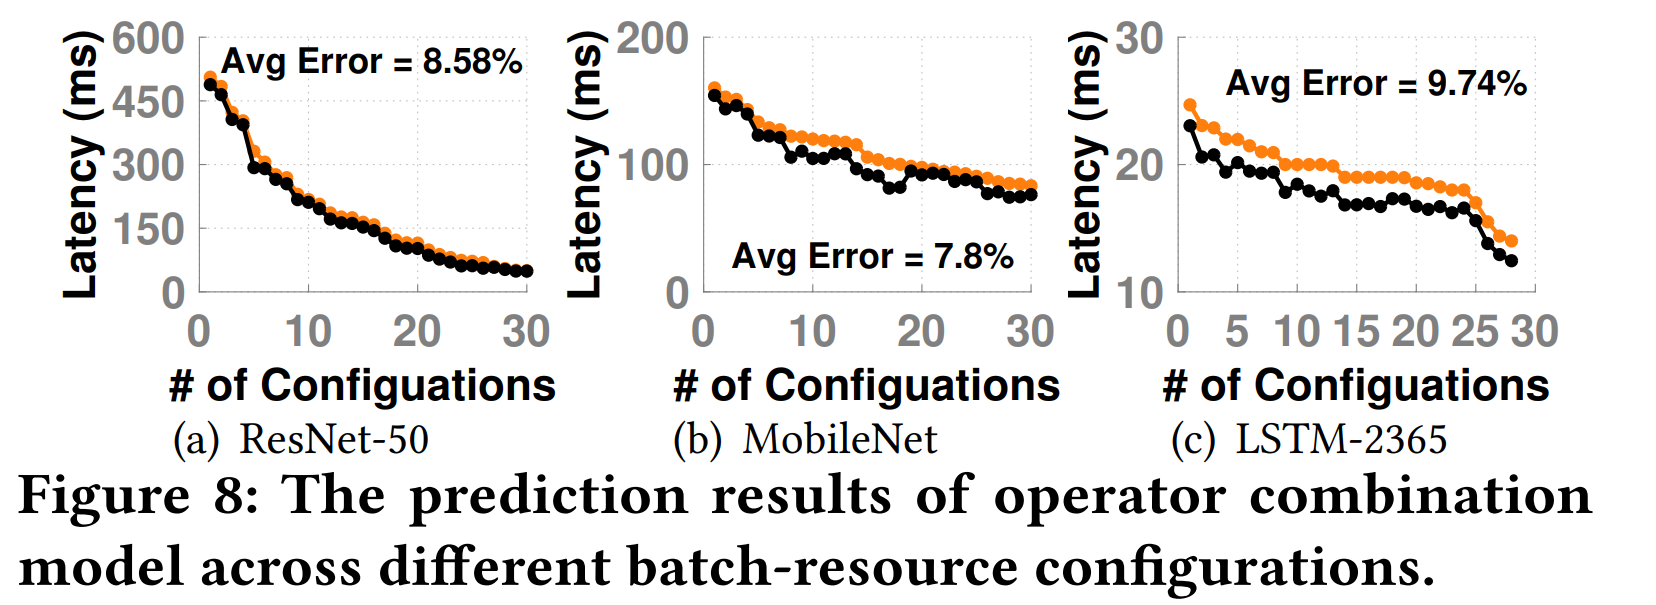 Latency (ms)
600
450
300
150
0
Avg Error = 8.58%
0 10 20 30
# of Configuations
(a) ResNet-50
Latency (ms)
200
100
0
Avg Error = 7.8%
0 10 20 30
# of Configuations
(b) MobileNet
Latency (ms)
30
20
10
Avg Error = 9.74%
0 5 10 15 20 25 30
# of Configuations
(c) LSTM-2365
Figure 8: The prediction results of operator combination
model across different batch-resource configurations.